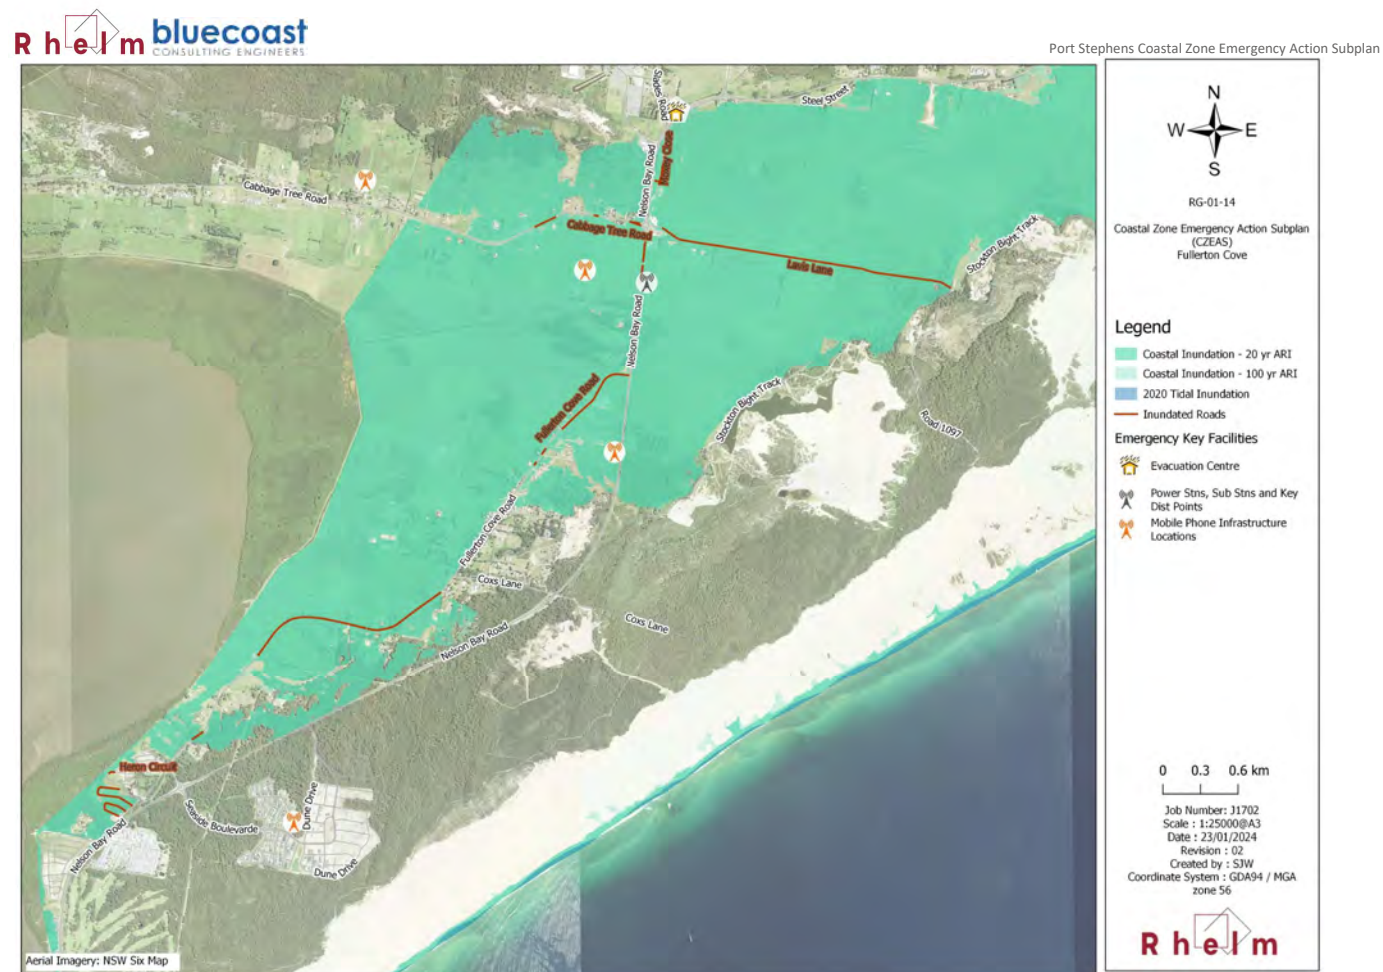 Rhelm
bluecoast
CONSULTING ENGINEERS
Port Stephens Coastal Zone Emergency Action Subplan
Slades Road
Steel Street
Nelson Bay Road
Cabbage Tree Road
Cabbage Tree Road
Lavis Lane
Stockton Bight Track
Nelson Bay Road
Fullerton Cove Road
Stockton Bight Track
Road 1097
Fullerton Cove Road
Coxs Lane
Coxs Lane
Nelson Bay Road
Heron Circuit
Seaside Boulevarde
Dune Drive
Nelson Bay Road
Dune Drive
Aerial Imagery: NSW Six Map
N
W
E
S
RG-01-14
Coastal Zone Emergency Action Subplan
(CZEAS)
Fullerton Cove
Legend
Coastal Inundation - 20 yr ARI
Coastal Inundation - 100 yr ARI
2020 Tidal Inundation
Inundated Roads
Emergency Key Facilities
Evacuation Centre
Power Stns, Sub Stns and Key
Dist Points
Mobile Phone Infrastructure
Locations
0 0.3 0.6 km
Job Number: J1702
Scale : 1:25000@A3
Date : 23/01/2024
Revision : 02
Created by : SJW
Coordinate System : GDA94 / MGA
zone 56
Rhelm